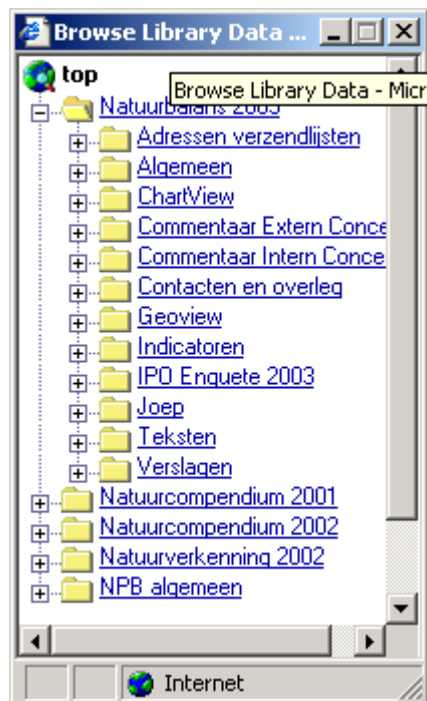 Browse Library Data ...
top
Browse Library Data - Micr
Natuurbalans 2003
Adressen verzendlijsten
Algemeen
ChartView
Commentaar Extern Conce
Commentaar Intern Conce
Contacten en overleg
Geoview
Indicatoren
IPO Enquete 2003
Joep
Teksten
Verslagen
Natuurcompendium 2001
Natuurcompendium 2002
Natuurverkenning 2002
NPB algemeen
Internet